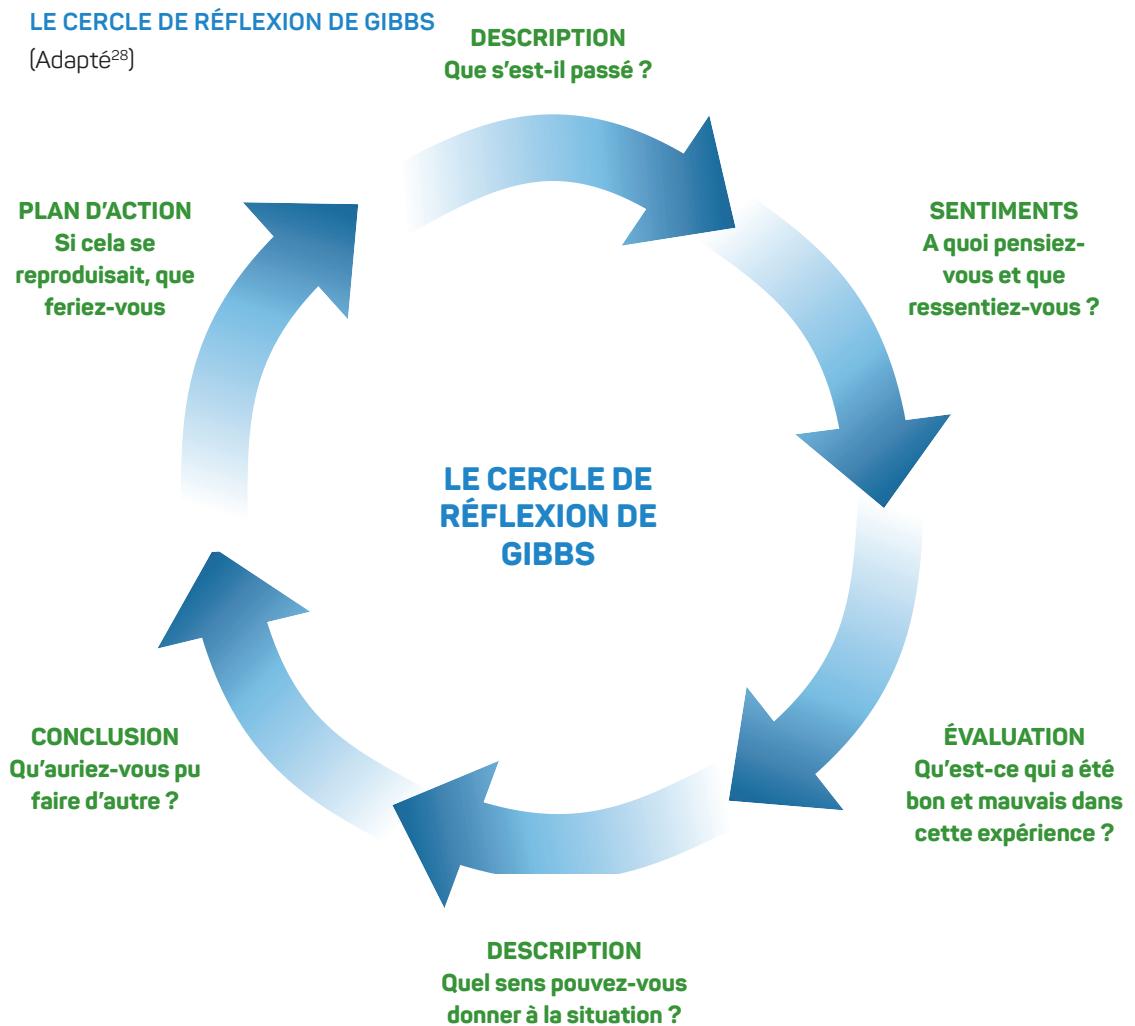 LE CERCLE DE RÉFLEXION DE GIBBS
(Adapté²⁸)
DESCRIPTION
Que s'est-il passé ?
SENTIMENTS
A quoi pensiez-
vous et que
ressentiez-vous ?
ÉVALUATION
Qu'est-ce qui a été
bon et mauvais dans
cette expérience ?
DESCRIPTION
Quel sens pouvez-vous
donner à la situation ?
CONCLUSION
Qu'auriez-vous pu
faire d'autre ?
PLAN D'ACTION
Si cela se
reproduisait, que
feriez-vous
LE CERCLE DE
RÉFLEXION DE
GIBBS